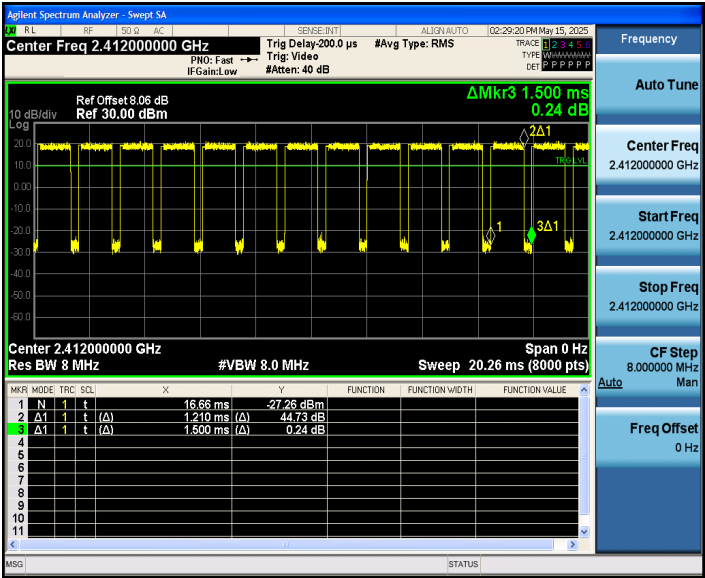 Agilent Spectrum Analyzer - Swept SA
LXI RL RF 50 Ω AC SENSE:INT ALIGN AUTO 02:29:20 PM May 15, 2025
Center Freq 2.412000000 GHz
PNO: Fast
IFGain:Low
Trig Delay-200.0 µs
Trig: Video
#Atten: 40 dB
#Avg Type: RMS
TRACE 1 2 3 4 5 6
TYPE W
DET P P P P P P
Ref Offset 8.06 dB
Ref 30.00 dBm
10 dB/div
Log
ΔMkr3 1.500 ms
0.24 dB
20.0
10.0
0.00
-10.0
-20.0
-30.0
-40.0
-50.0
-60.0
2Δ1
TRIG LVL
1
3Δ1
Center 2.412000000 GHz Span 0 Hz
Res BW 8 MHz #VBW 8.0 MHz Sweep 20.26 ms (8000 pts)
MKR MODE TRC SCL X Y FUNCTION FUNCTION WIDTH FUNCTION VALUE
1 N 1 t 16.66 ms -27.26 dBm
2 Δ1 1 t (Δ) 1.210 ms (Δ) 44.73 dB
3 Δ1 1 t (Δ) 1.500 ms (Δ) 0.24 dB
4
5
6
7
8
9
10
11
MSG STATUS
Frequency
Auto Tune
Center Freq
2.412000000 GHz
Start Freq
2.412000000 GHz
Stop Freq
2.412000000 GHz
CF Step
8.000000 MHz
Auto Man
Freq Offset
0 Hz